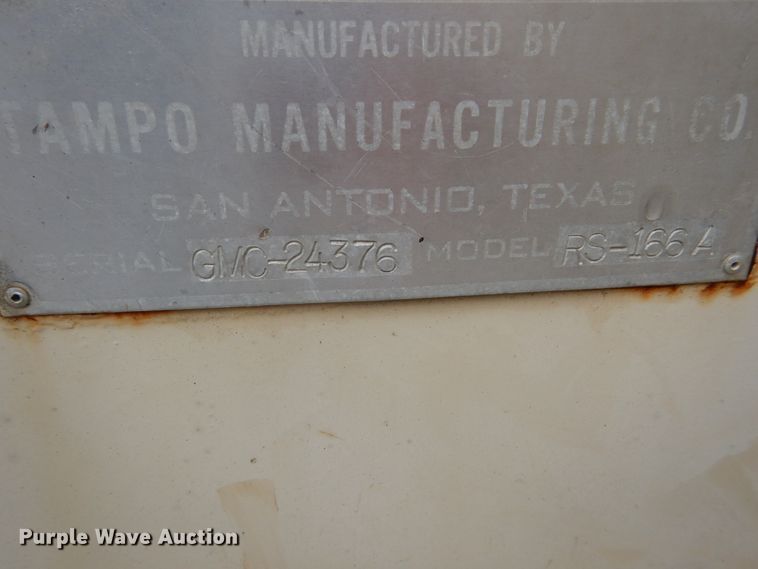 MANUFACTURED BY
TAMPO MANUFACTURING CO.
SAN ANTONIO, TEXAS
SERIAL GMC-24376 MODEL RS-166A
Purple Wave Auction